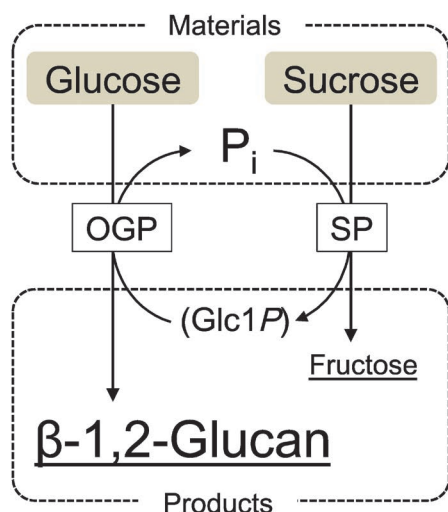 Materials
Glucose Sucrose
Pi
OGP SP
(Glc1P)
Fructose
β-1,2-Glucan
Products